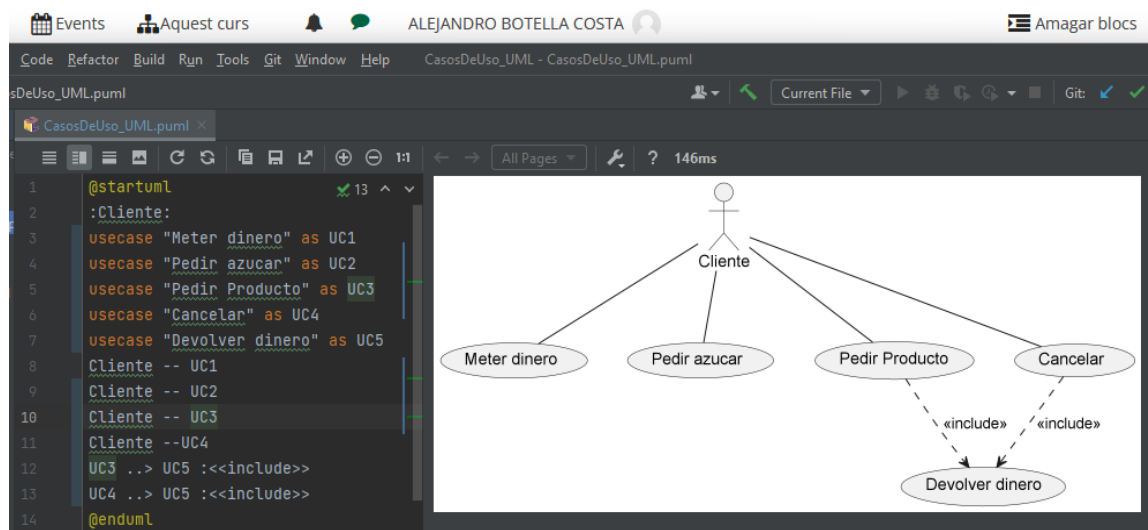 Events Aquest curs ALEJANDRO BOTELLA COSTA Amagar blocs
Code Refactor Build Run Tools Git Window Help CasosDeUso_UML - CasosDeUso_UML.puml
sDeUso_UML.puml Current File Git:
CasosDeUso_UML.puml
1:1 All Pages ? 146ms
1 @startuml 13
2 :Cliente:
3 usecase "Meter dinero" as UC1
4 usecase "Pedir azucar" as UC2
5 usecase "Pedir Producto" as UC3
6 usecase "Cancelar" as UC4
7 usecase "Devolver dinero" as UC5
8 Cliente -- UC1
9 Cliente -- UC2
10 Cliente -- UC3
11 Cliente --UC4
12 UC3 ..> UC5 :<<include>>
13 UC4 ..> UC5 :<<include>>
14 @enduml
Cliente
Meter dinero Pedir azucar Pedir Producto Cancelar
«include» «include»
Devolver dinero